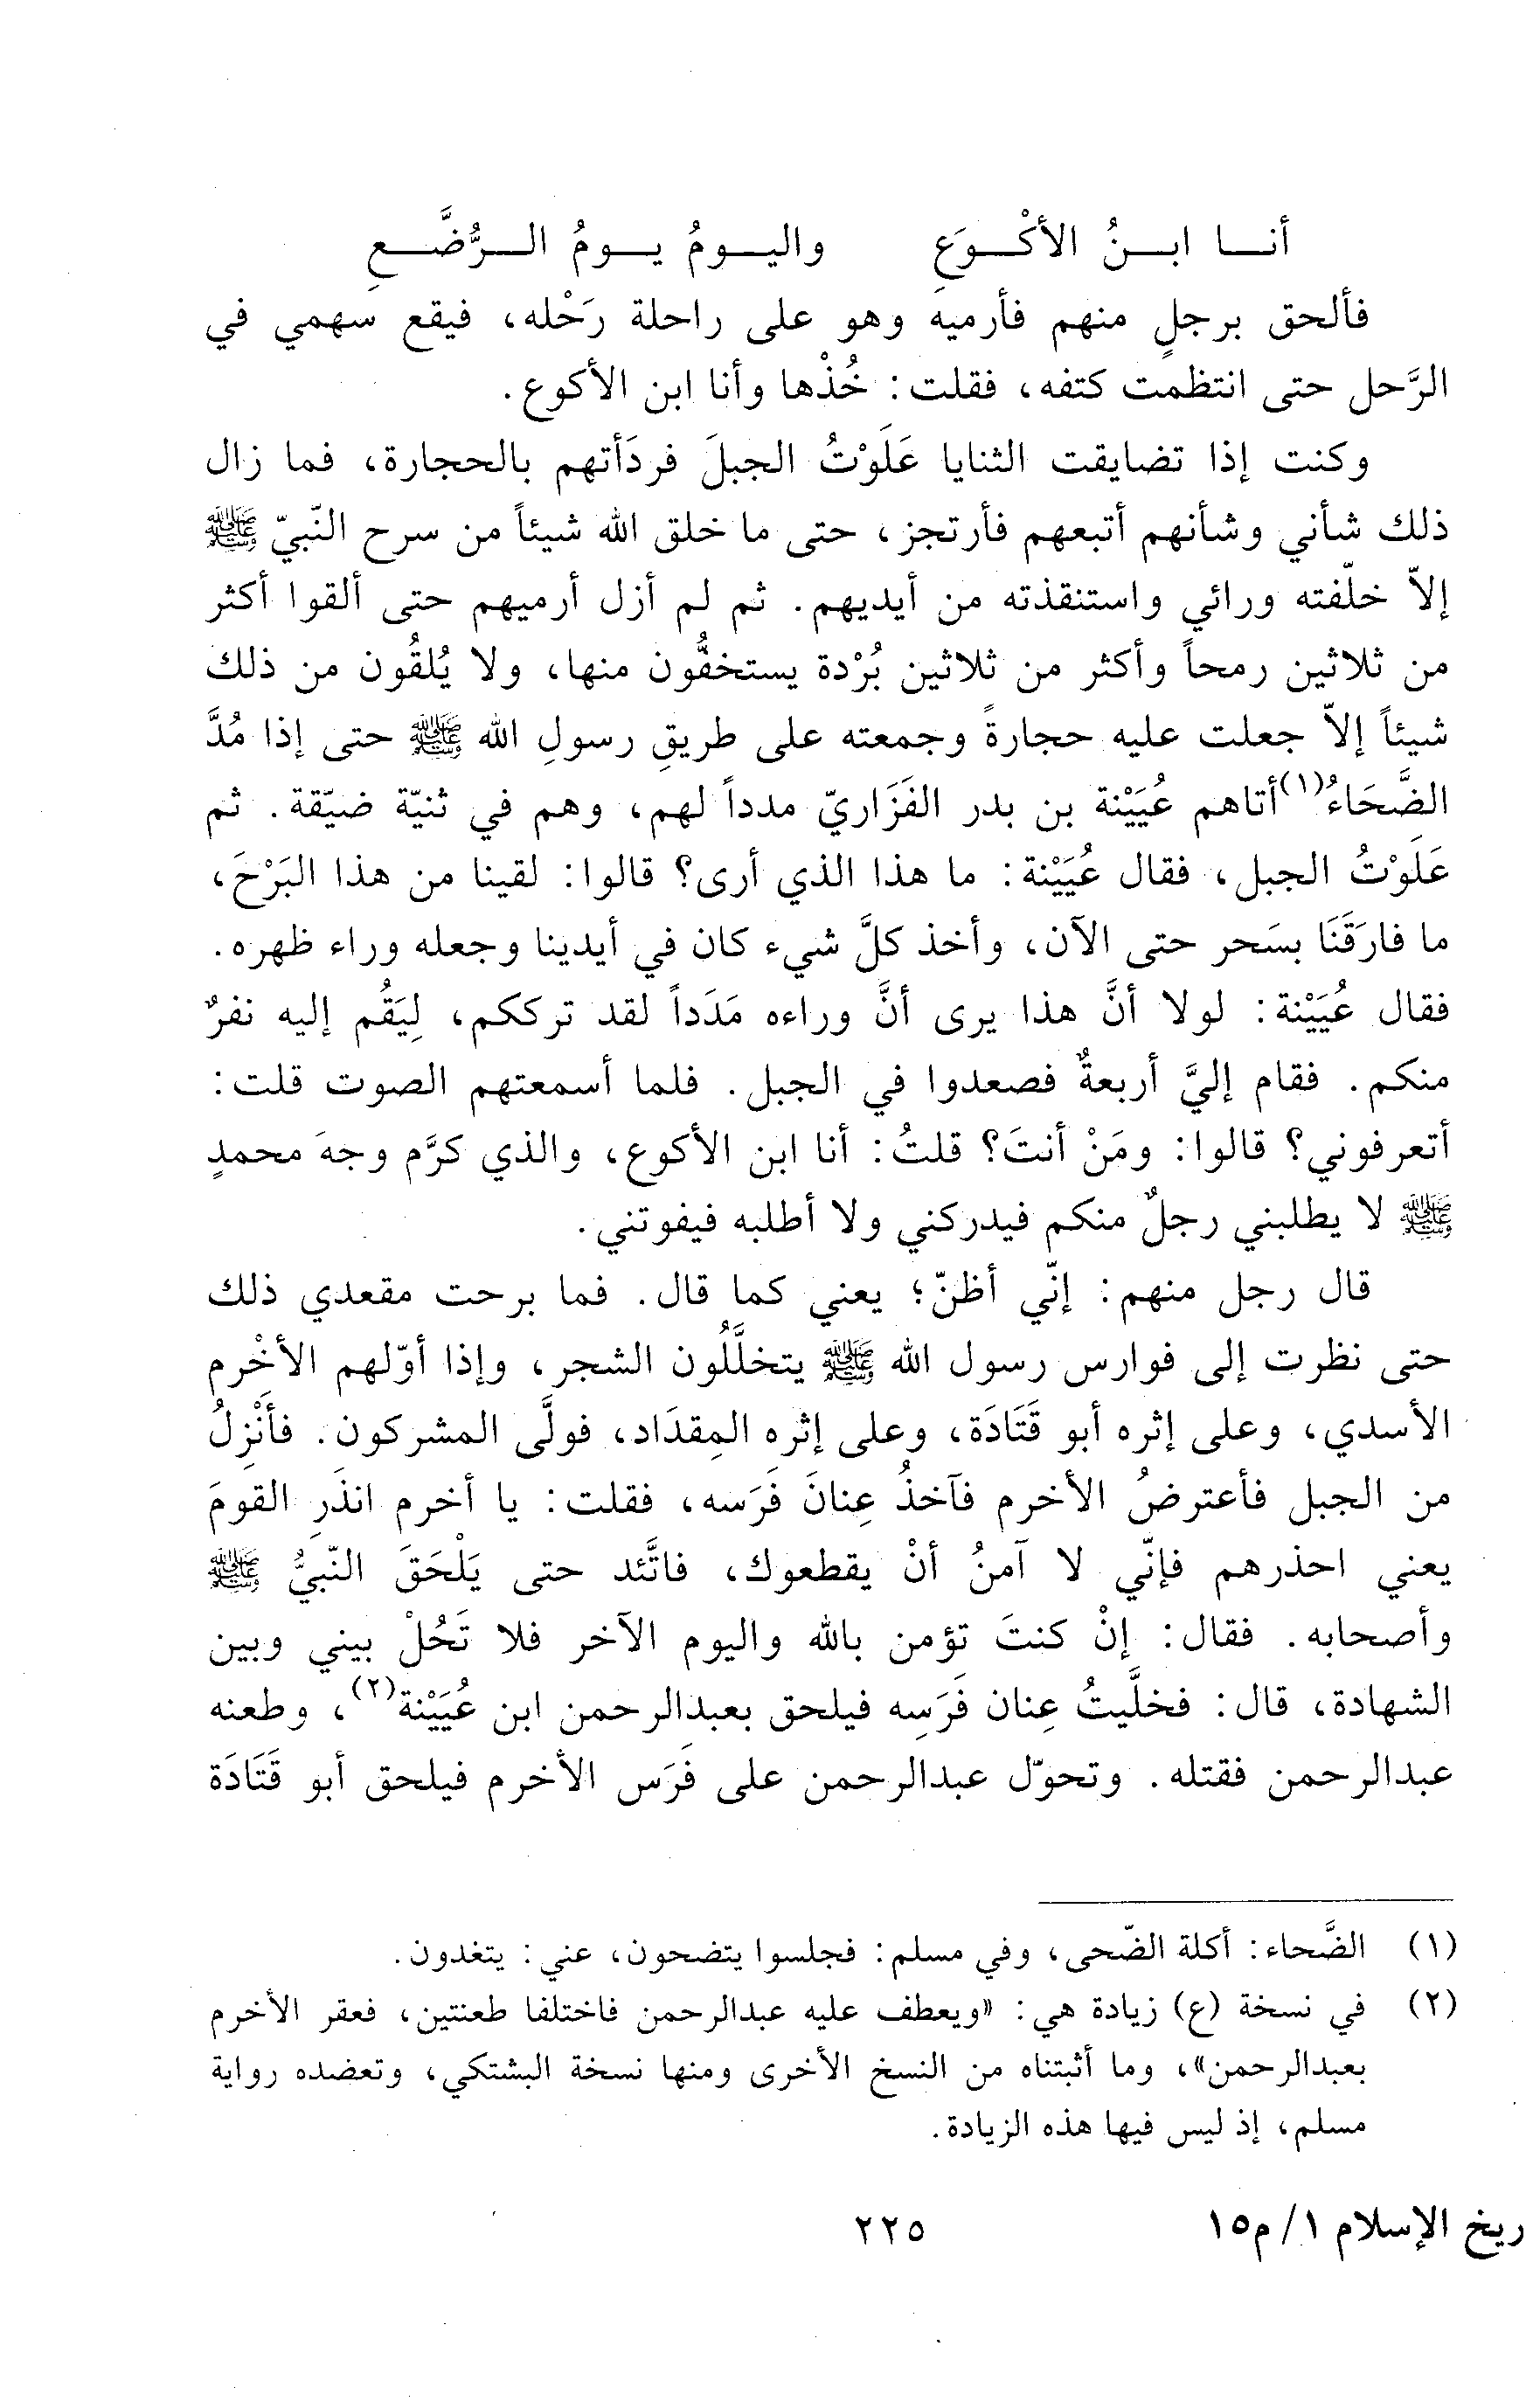 أنــا ابــنُ الأكْــوَعِ واليــومُ يــومُ الــرُّضَّــعِ
فألحق برجلٍ منهم فأرميه وهو على راحلة رَحْله، فيقع سهمي في
الرَّحل حتى انتظمت كتفه، فقلت: خُذْها وأنا ابن الأكوع.
وكنت إذا تضايقت الثنايا عَلَوْتُ الجبلَ فردَأتهم بالحجارة، فما زال
ذلك شأني وشأنهم أتبعهم فأرتجز، حتى ما خلق الله شيئاً من سرح النّبيّ ﷺ
إلاّ خلّفته ورائي واستنقذته من أيديهم. ثم لم أزل أرميهم حتى ألقوا أكثر
من ثلاثين رمحاً وأكثر من ثلاثين بُرْدة يستخفُّون منها، ولا يُلقُون من ذلك
شيئاً إلاّ جعلت عليه حجارةً وجمعته على طريقِ رسولِ الله ﷺ حتى إذا مُدَّ
الضَّحَاءُ(١) أتاهم عُيَيْنة بن بدر الفَزَاريّ مدداً لهم، وهم في ثنيّة ضيّقة. ثم
عَلَوْتُ الجبل، فقال عُيَيْنة: ما هذا الذي أرى؟ قالوا: لقينا من هذا البَرْحَ،
ما فارَقَنَا بسَحر حتى الآن، وأخذ كلَّ شيء كان في أيدينا وجعله وراء ظهره.
فقال عُيَيْنة: لولا أنَّ هذا يرى أنَّ وراءه مَدَداً لقد ترككم، لِيَقُم إليه نفرٌ
منكم. فقام إليَّ أربعةٌ فصعدوا في الجبل. فلما أسمعتهم الصوت قلت:
أتعرفوني؟ قالوا: ومَنْ أنتَ؟ قلتُ: أنا ابن الأكوع، والذي كرَّم وجهَ محمدٍ
ﷺ لا يطلبني رجلٌ منكم فيدركني ولا أطلبه فيفوتني.
قال رجل منهم: إنّي أظنّ؛ يعني كما قال. فما برحت مقعدي ذلك
حتى نظرت إلى فوارس رسول الله ﷺ يتخلَّلُون الشجر، وإذا أوّلهم الأخْرم
الأسدي، وعلى إثره أبو قَتَادَة، وعلى إثره المِقدَاد، فولَّى المشركون. فأَنْزِلُ
من الجبل فأعترضُ الأخرم فآخذُ عِنانَ فَرَسه، فقلت: يا أخرم انذَرِ القومَ
يعني احذرهم فإنّي لا آمنُ أنْ يقطعوك، فاتَّئد حتى يَلْحَقَ النّبيُّ ﷺ
وأصحابه. فقال: إنْ كنتَ تؤمن بالله واليوم الآخر فلا تَحُلْ بيني وبين
الشهادة، قال: فخلَّيتُ عِنان فَرَسِه فيلحق بعبدالرحمن ابن عُيَيْنة(٢)، وطعنه
عبدالرحمن فقتله. وتحوّل عبدالرحمن على فَرَس الأخرم فيلحق أبو قَتَادَة
(١) الضَّحاء: أكلة الضّحى، وفي مسلم: فجلسوا يتضحون، عني: يتغدون.
(٢) في نسخة (ع) زيادة هي: «ويعطف عليه عبدالرحمن فاختلفا طعنتين، فعقر الأخرم
بعبدالرحمن»، وما أثبتناه من النسخ الأخرى ومنها نسخة البشتكي، وتعضده رواية
مسلم، إذ ليس فيها هذه الزيادة.
ريخ الإسلام ١/ م١٥ ٢٢٥